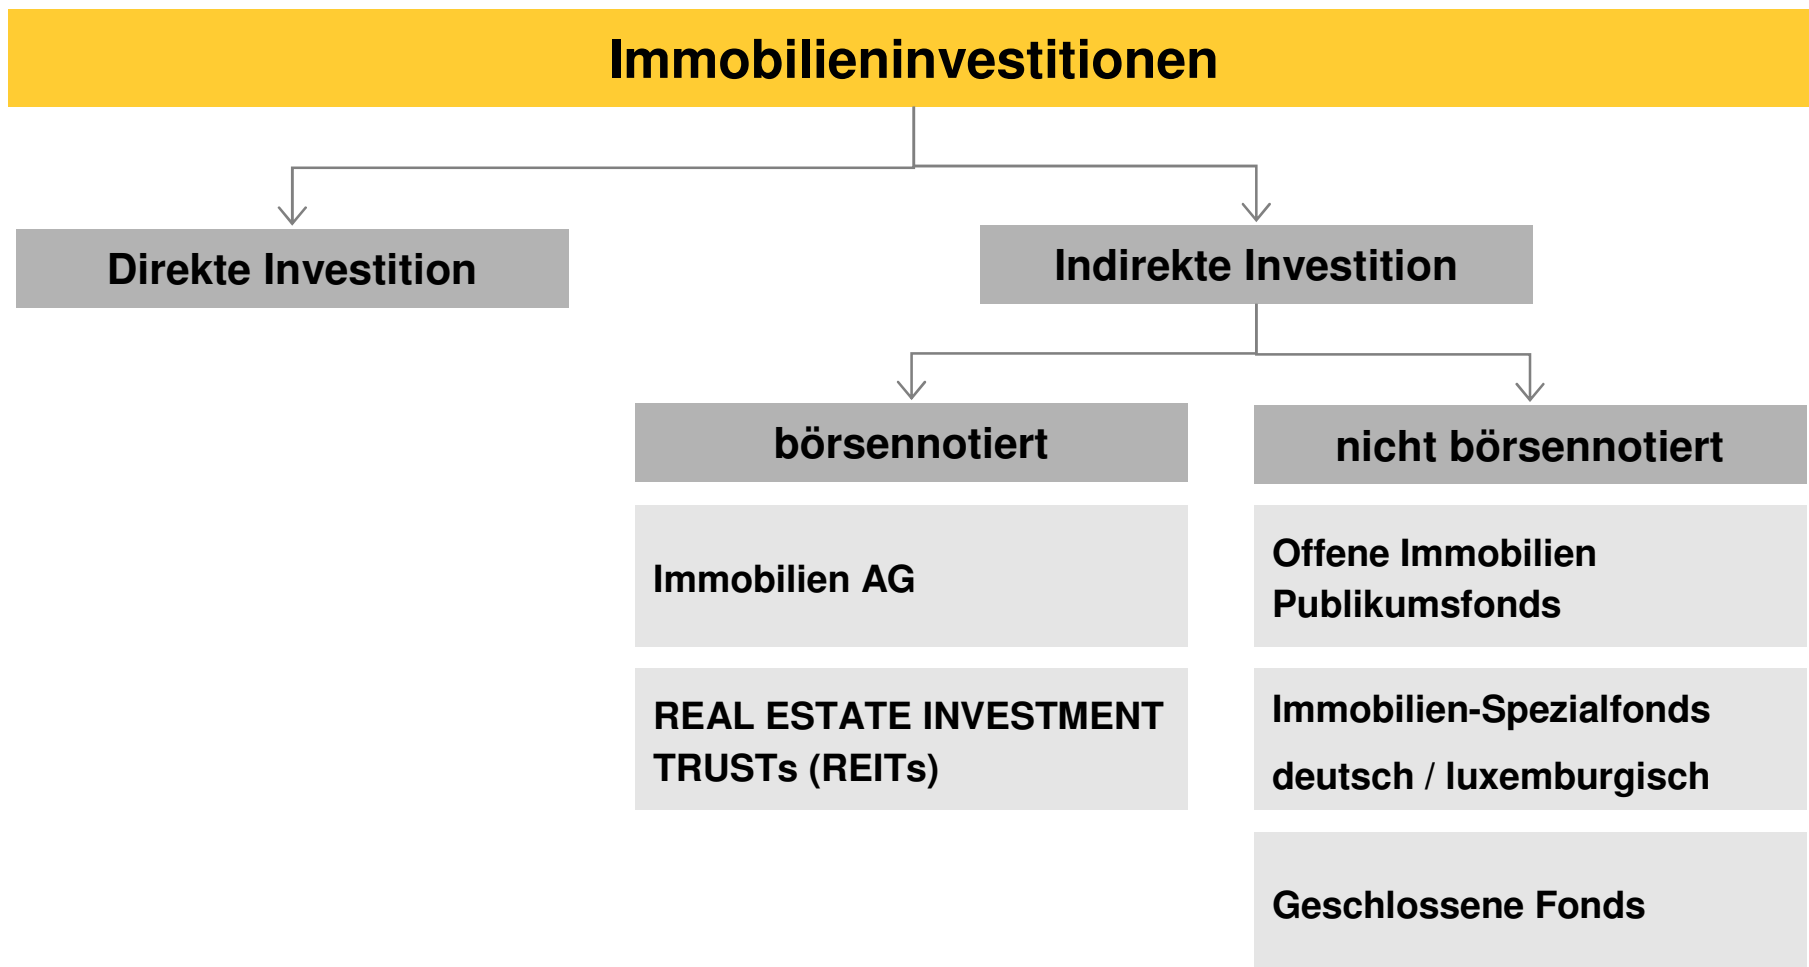 Immobilieninvestitionen
Direkte Investition
Indirekte Investition
börsennotiert
nicht börsennotiert
Immobilien AG
REAL ESTATE INVESTMENT
TRUSTs (REITs)
Offene Immobilien
Publikumsfonds
Immobilien-Spezialfonds
deutsch / luxemburgisch
Geschlossene Fonds